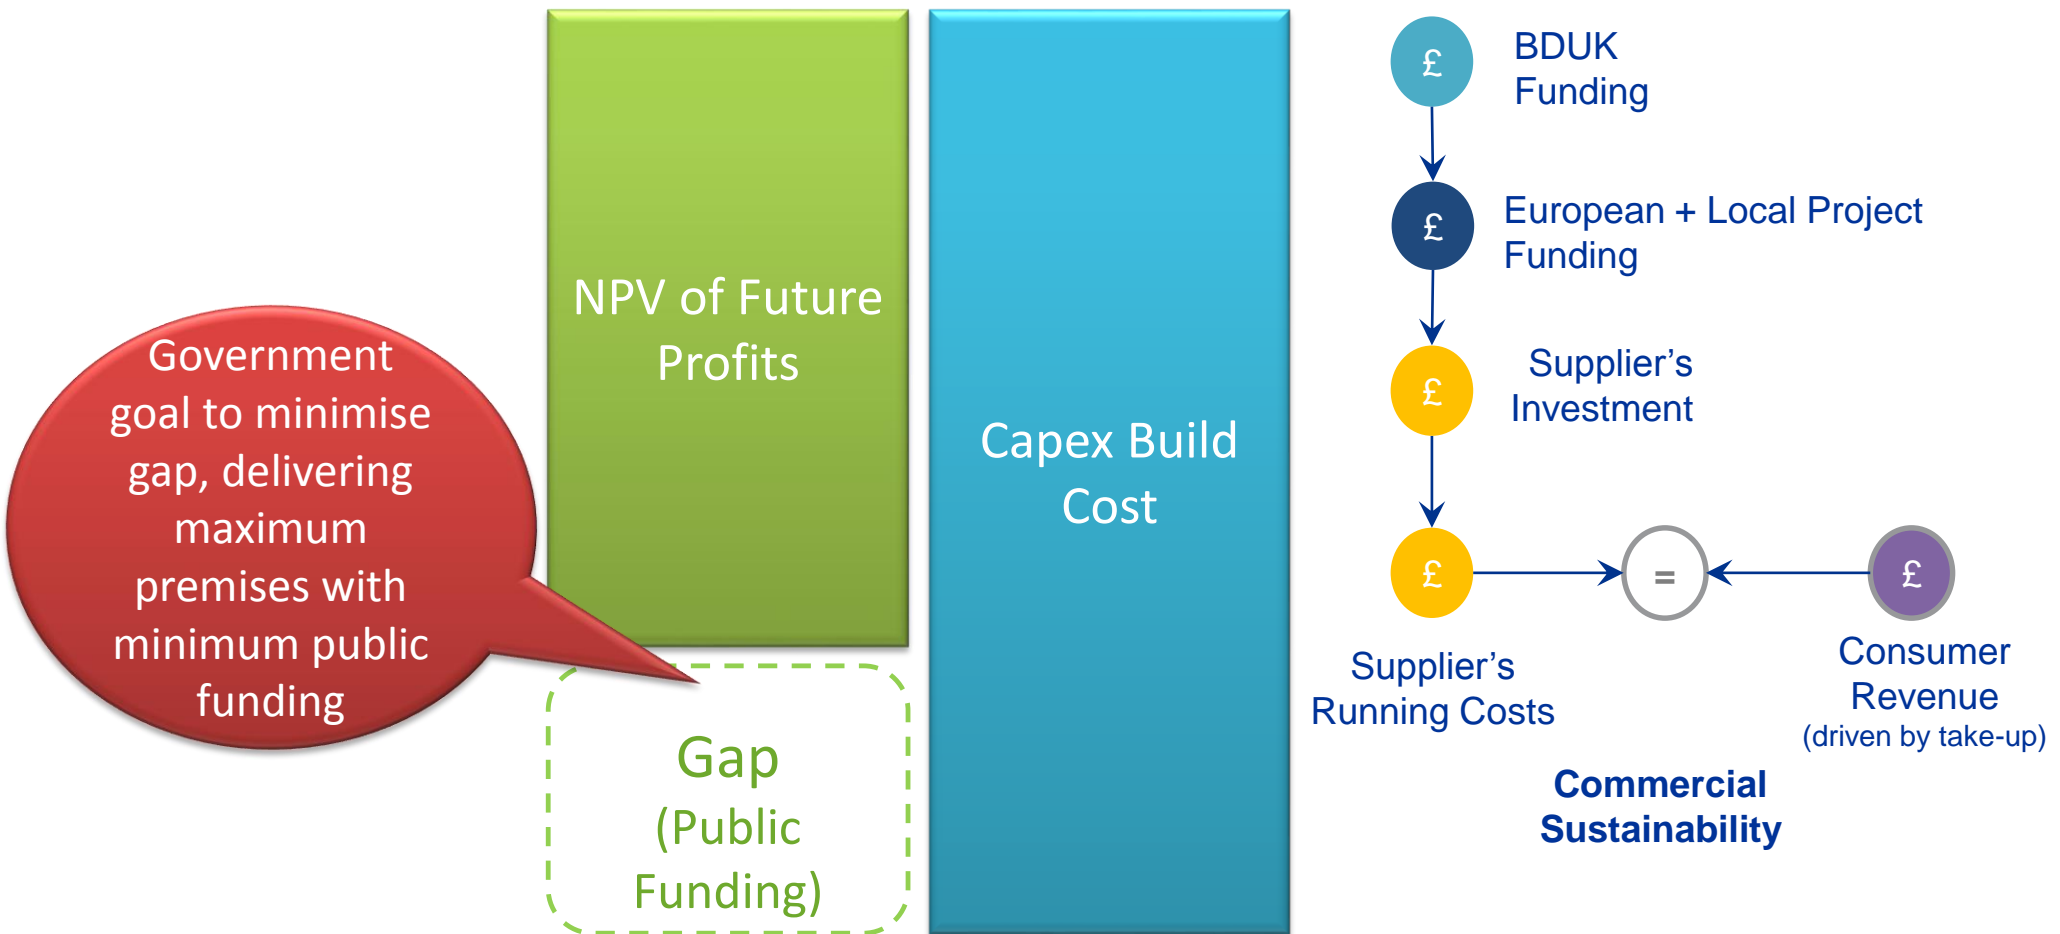 Government
goal to minimise
gap, delivering
maximum
premises with
minimum public
funding
NPV of Future
Profits
Gap
(Public
Funding)
Capex Build
Cost
£
BDUK
Funding
£
European + Local Project
Funding
£
Supplier’s
Investment
£
=
£
Supplier’s
Running Costs
Consumer
Revenue
(driven by take-up)
Commercial
Sustainability